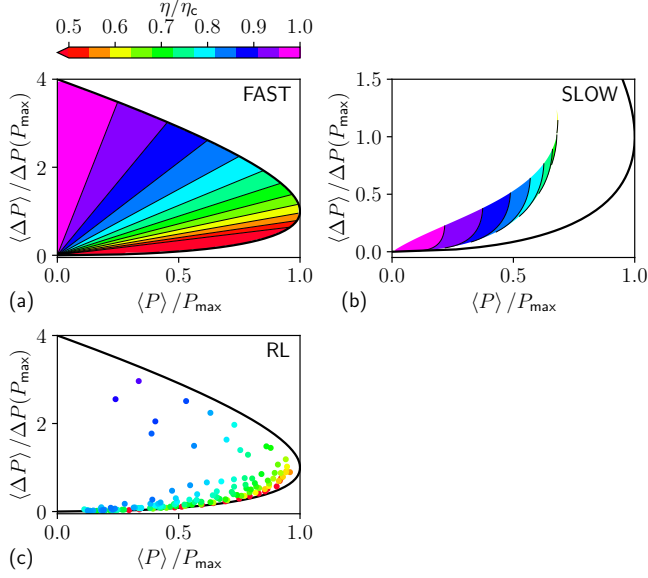 η/ηc
0.5 0.6 0.7 0.8 0.9 1.0
FAST
⟨ΔP⟩/ΔP(Pmax)
4
2
0
0.0 0.5 1.0
⟨P⟩/Pmax
(a)
SLOW
⟨ΔP⟩/ΔP(Pmax)
1.5
1.0
0.5
0.0
0.0 0.5 1.0
⟨P⟩/Pmax
(b)
RL
⟨ΔP⟩/ΔP(Pmax)
4
2
0
0.0 0.5 1.0
⟨P⟩/Pmax
(c)